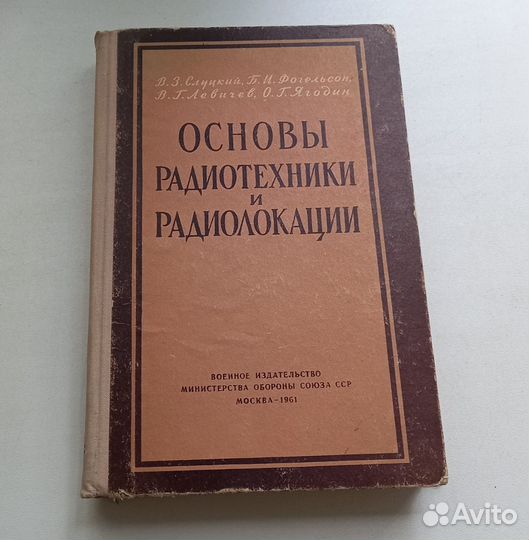 В. З. Слуцкий, Б. И. Фогельсон,
В. Г. Левичев, О. Г. Ягодин
ОСНОВЫ
РАДИОТЕХНИКИ
И
РАДИОЛОКАЦИИ
ВОЕННОЕ ИЗДАТЕЛЬСТВО
МИНИСТЕРСТВА ОБОРОНЫ СОЮЗА ССР
МОСКВА—1961
Avito